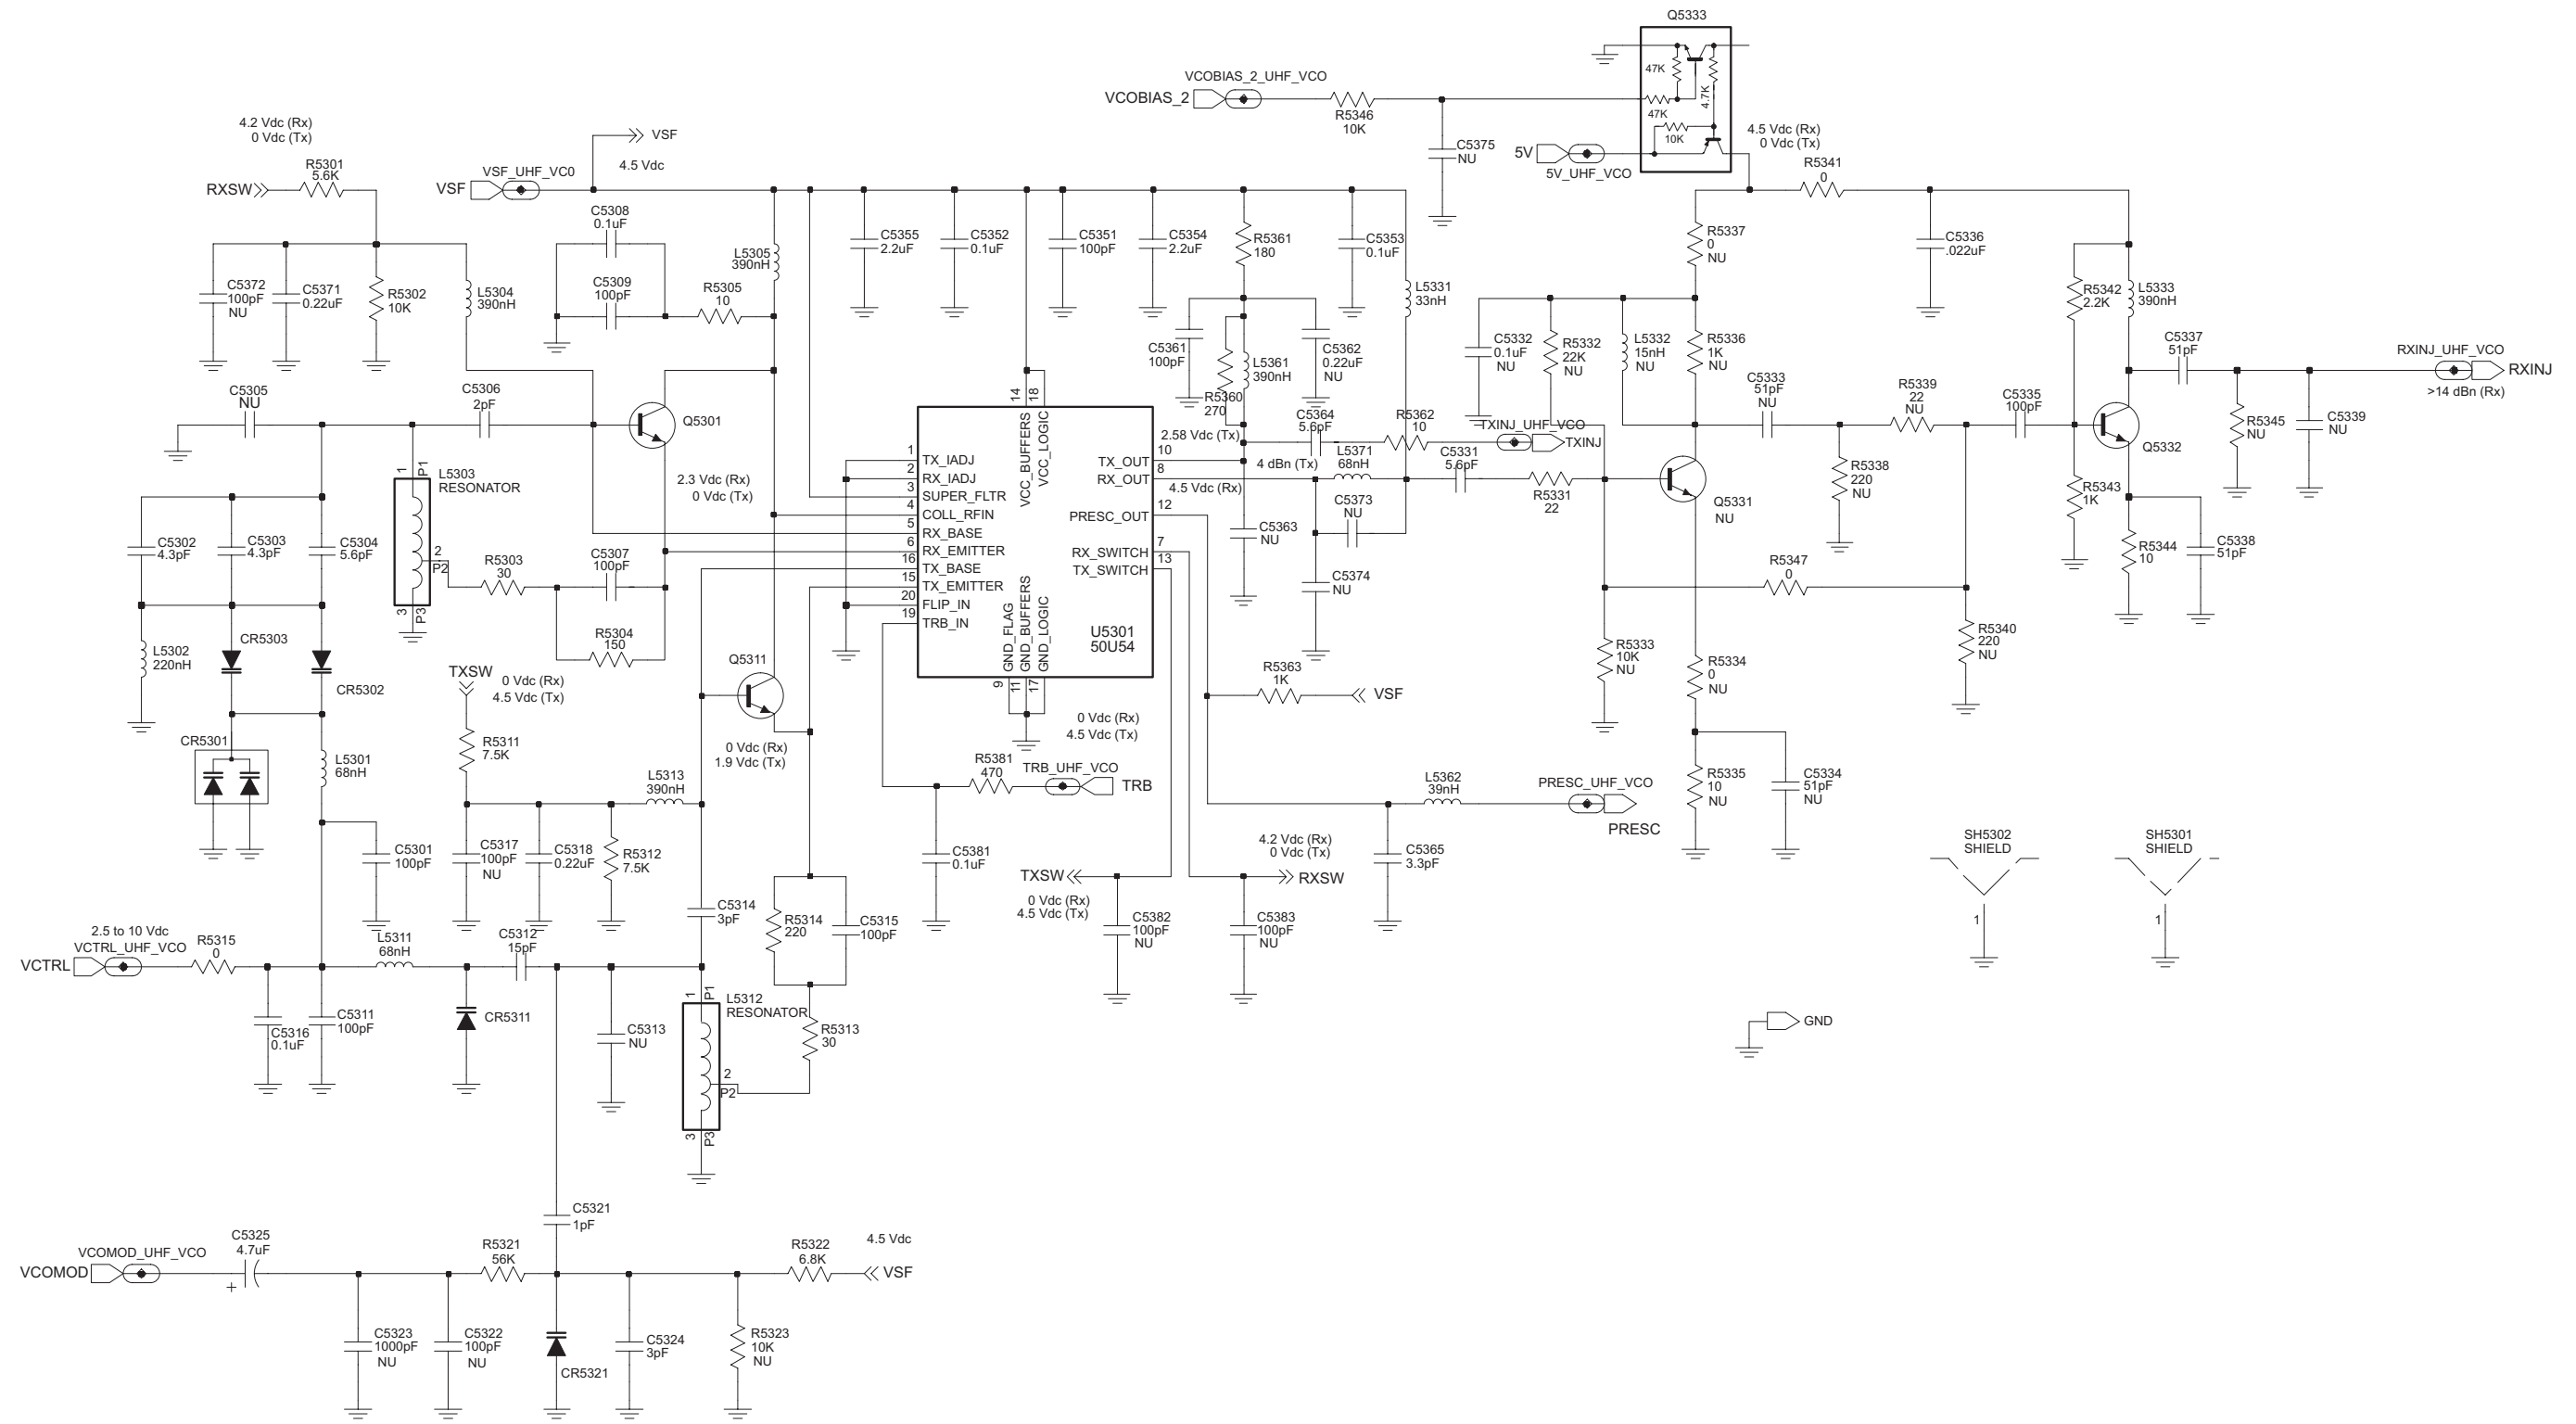 Q5333
47K
47K
4.7K
10K
VCOBIAS_2_UHF_VCO
VCOBIAS_2
R5346
10K
C5375
NU
5V
5V_UHF_VCO
4.5 Vdc (Rx)
0 Vdc (Tx)
R5341
0
4.2 Vdc (Rx)
0 Vdc (Tx)
R5301
5.6K
RXSW
VSF
4.5 Vdc
VSF_UHF_VC0
VSF
C5308
0.1uF
C5309
100pF
R5305
10
L5305
390nH
C5355
2.2uF
C5352
0.1uF
C5351
100pF
C5354
2.2uF
R5361
180
C5353
0.1uF
L5331
33nH
R5337
0
NU
C5336
.022uF
C5372
100pF
NU
C5371
0.22uF
R5302
10K
L5304
390nH
C5361
100pF
L5361
390nH
R5360
270
C5362
0.22uF
NU
C5332
0.1uF
NU
R5332
22K
NU
L5332
15nH
NU
R5336
1K
NU
R5342
2.2K
L5333
390nH
C5337
51pF
RXINJ_UHF_VCO
RXINJ
>14 dBn (Rx)
C5305
NU
C5306
2pF
Q5301
C5364
5.6pF
R5362
10
TXINJ_UHF_VCO
TXINJ
C5333
51pF
NU
R5339
22
NU
C5335
100pF
Q5332
R5345
NU
C5339
NU
14
18
VCC_BUFFERS
VCC_LOGIC
1
TX_IADJ
2
RX_IADJ
3
SUPER_FLTR
4
COLL_RFIN
5
RX_BASE
6
RX_EMITTER
16
TX_BASE
15
TX_EMITTER
20
FLIP_IN
19
TRB_IN
TX_OUT
10
RX_OUT
8
PRESC_OUT
12
RX_SWITCH
7
TX_SWITCH
13
GND_FLAG
GND_BUFFERS
GND_LOGIC
9
11
17
U5301
50U54
2.58 Vdc (Tx)
4 dBn (Tx)
4.5 Vdc (Rx)
L5371
68nH
C5331
5.6pF
R5331
22
Q5331
NU
R5338
220
NU
R5343
1K
R5344
10
C5338
51pF
1
P1
L5303
RESONATOR
2
P2
3
P3
2.3 Vdc (Rx)
0 Vdc (Tx)
C5302
4.3pF
C5303
4.3pF
C5304
5.6pF
R5303
30
C5307
100pF
R5304
150
C5363
NU
C5373
NU
C5374
NU
R5347
0
R5333
10K
NU
R5334
0
NU
R5340
220
NU
L5302
220nH
CR5303
CR5302
TXSW
0 Vdc (Rx)
4.5 Vdc (Tx)
Q5311
R5363
1K
VSF
0 Vdc (Rx)
4.5 Vdc (Tx)
CR5301
L5301
68nH
R5311
7.5K
0 Vdc (Rx)
1.9 Vdc (Tx)
L5313
390nH
R5381
470
TRB_UHF_VCO
TRB
L5362
39nH
PRESC_UHF_VCO
PRESC
R5335
10
NU
C5334
51pF
NU
C5301
100pF
C5317
100pF
NU
C5318
0.22uF
R5312
7.5K
C5381
0.1uF
4.2 Vdc (Rx)
0 Vdc (Tx)
C5365
3.3pF
TXSW
RXSW
0 Vdc (Rx)
4.5 Vdc (Tx)
SH5302
SHIELD
1
SH5301
SHIELD
1
C5314
3pF
R5314
220
C5315
100pF
C5382
100pF
NU
C5383
100pF
NU
2.5 to 10 Vdc
VCTRL_UHF_VCO
VCTRL
R5315
0
L5311
68nH
C5312
15pF
C5316
0.1uF
C5311
100pF
CR5311
C5313
NU
1
P1
L5312
RESONATOR
2
P2
3
P3
R5313
30
GND
C5321
1pF
VCOMOD_UHF_VCO
VCOMOD
C5325
4.7uF
+
R5321
56K
R5322
6.8K
4.5 Vdc
VSF
C5323
1000pF
NU
C5322
100pF
NU
CR5321
C5324
3pF
R5323
10K
NU